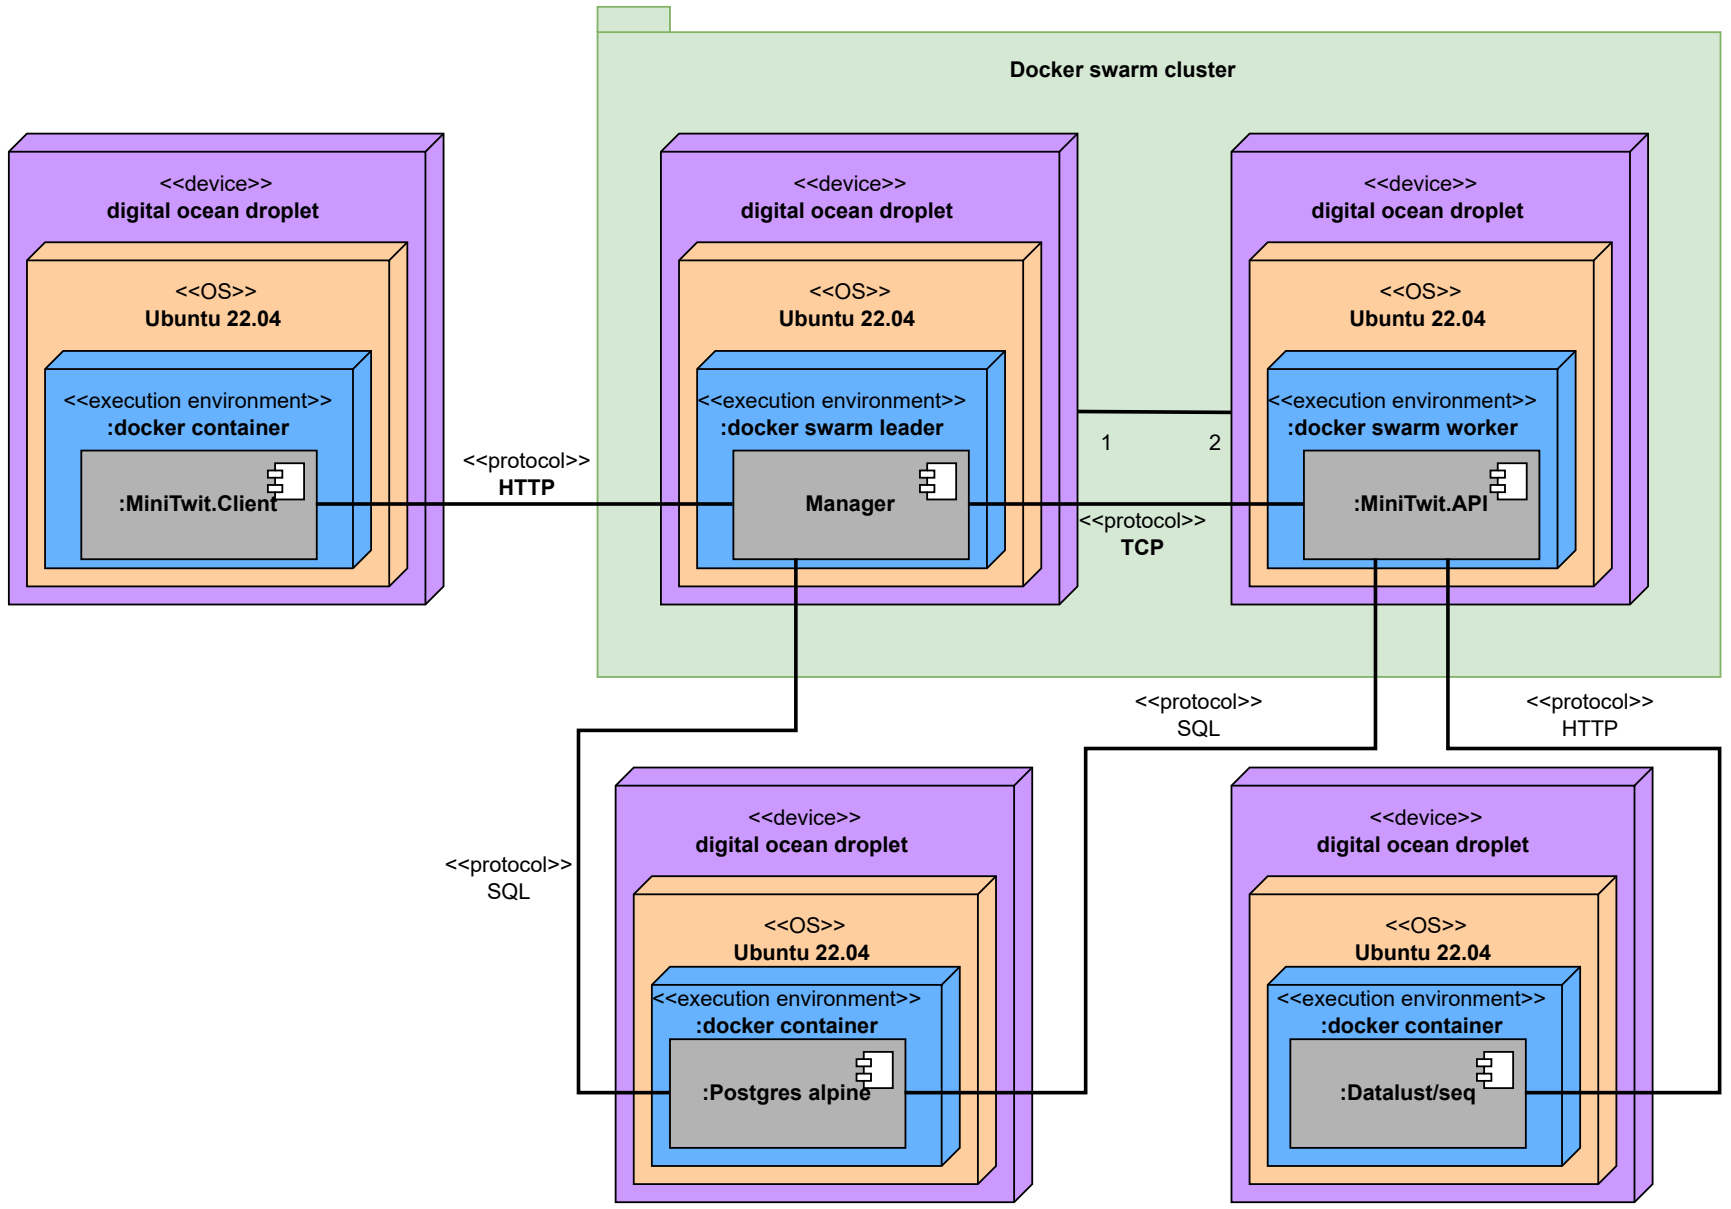 Docker swarm cluster
<<device>>
digital ocean droplet
<<OS>>
Ubuntu 22.04
<<execution environment>>
:docker container
:MiniTwit.Client
<<protocol>>
HTTP
<<device>>
digital ocean droplet
<<OS>>
Ubuntu 22.04
<<execution environment>>
:docker swarm leader
Manager
1
2
<<protocol>>
TCP
<<device>>
digital ocean droplet
<<OS>>
Ubuntu 22.04
<<execution environment>>
:docker swarm worker
:MiniTwit.API
<<protocol>>
SQL
<<protocol>>
HTTP
<<protocol>>
SQL
<<device>>
digital ocean droplet
<<OS>>
Ubuntu 22.04
<<execution environment>>
:docker container
:Postgres alpine
<<device>>
digital ocean droplet
<<OS>>
Ubuntu 22.04
<<execution environment>>
:docker container
:Datalust/seq